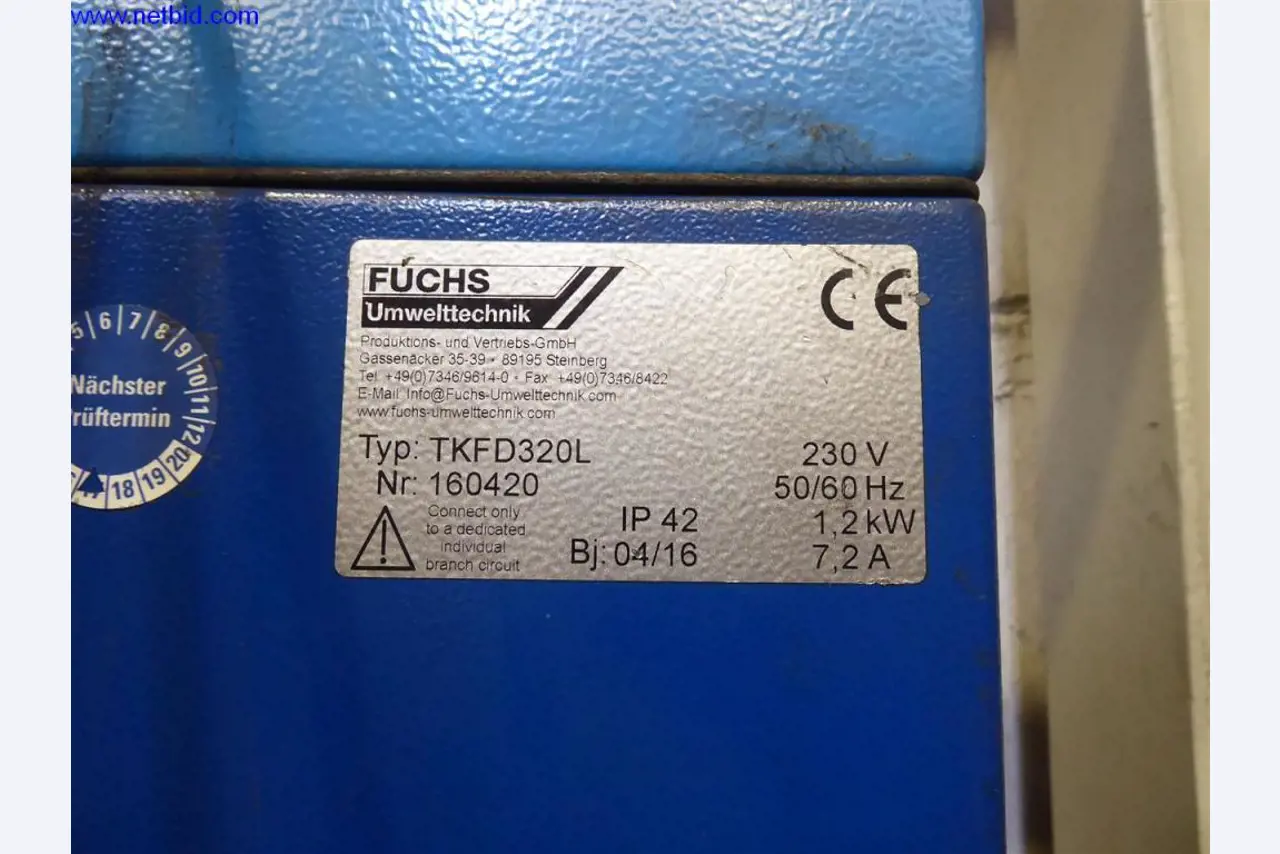 www.netbid.com
FUCHS
Umwelttechnik
CE
Produktions- und Vertriebs-GmbH
Gassenäcker 35-39 • 89195 Steinberg
Tel. +49(0)7346/9614-0 - Fax +49(0)7346/8422
E-Mail Info@Fuchs-Umwelttechnik.com
www.fuchs-umwelttechnik.com
Typ: TKFD320L 230 V
Nr: 160420 50/60 Hz
Connect only
to a dedicated
individual
branch circuit
IP 42 1,2 kW
Bj: 04/16 7,2 A
5 6 7 8 9 10 11 12
Nächster
Prüftermin
17 18 19 20